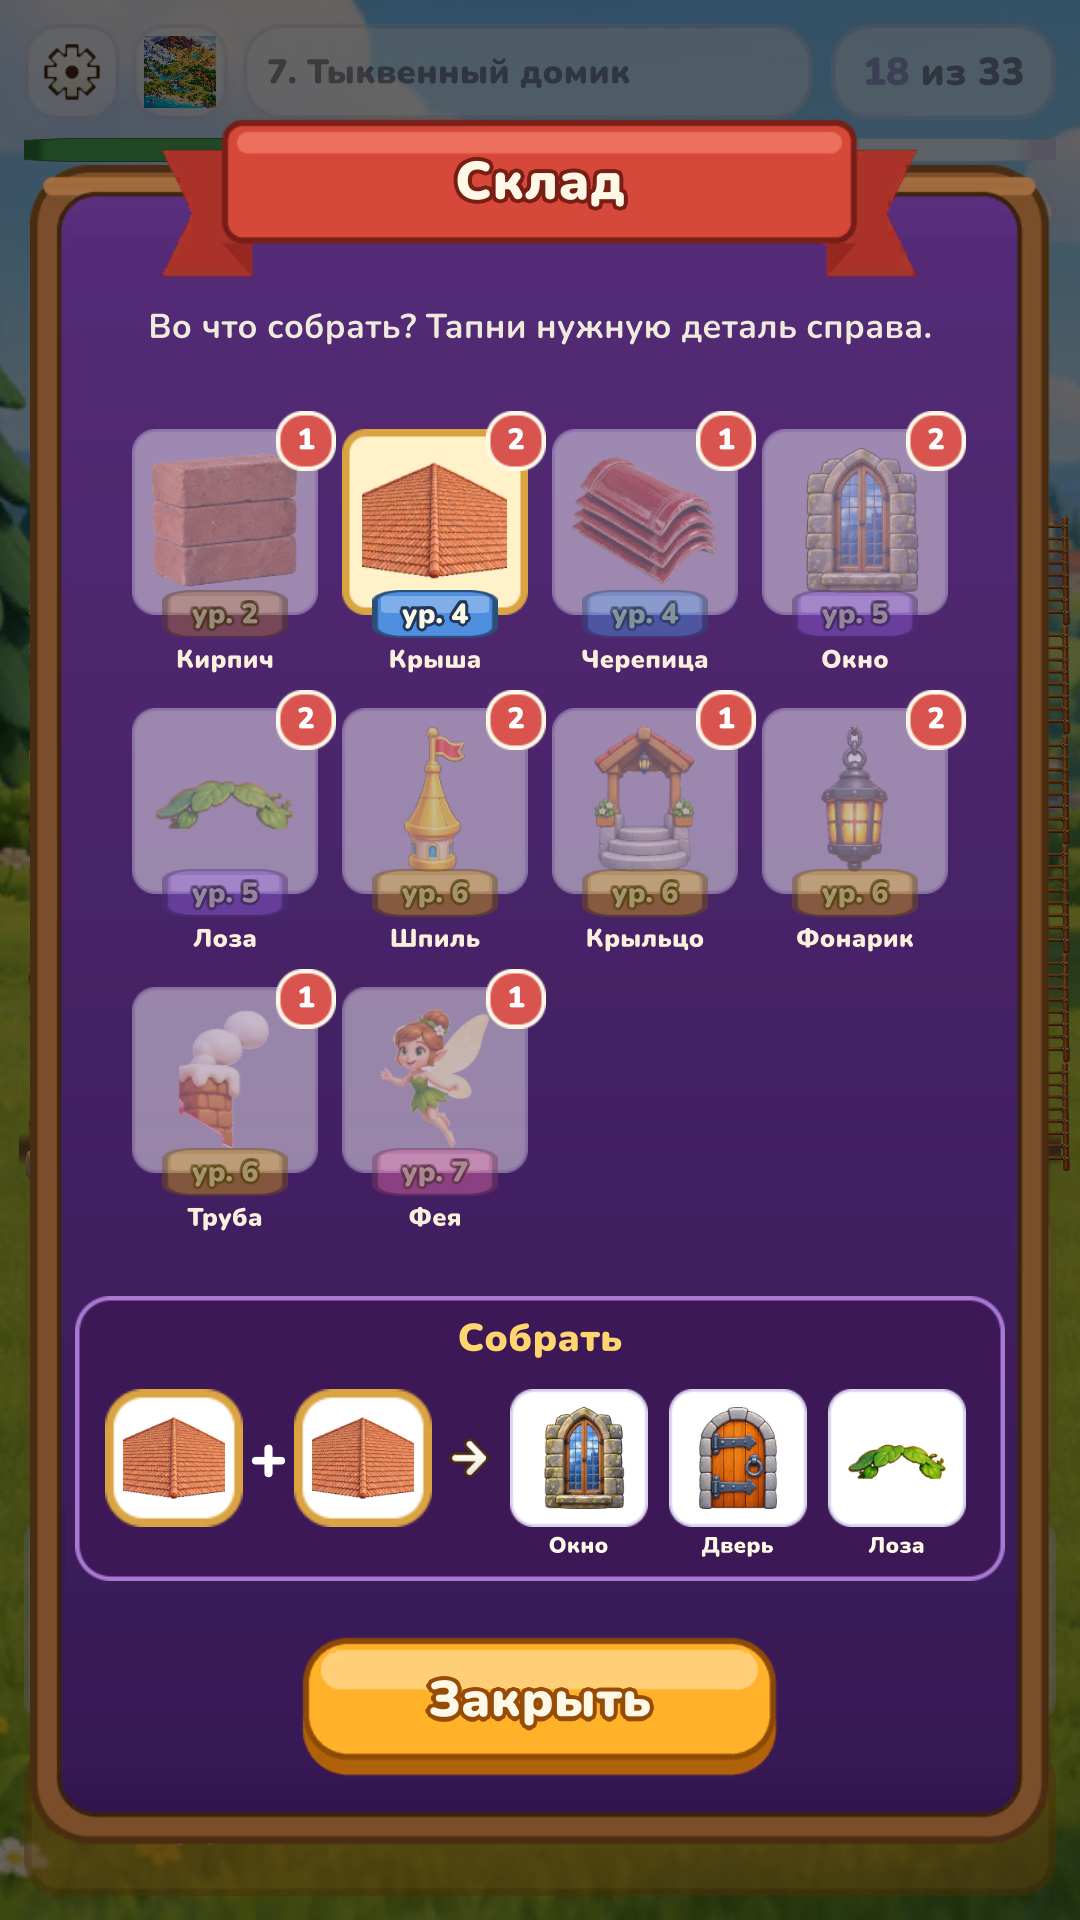 7. Тыквенный домик
18 из 33
Склад
Во что собрать? Тапни нужную деталь справа.
1
2
1
2
ур. 2
ур. 4
ур. 4
ур. 5
Кирпич
Крыша
Черепица
Окно
2
2
1
2
ур. 5
ур. 6
ур. 6
ур. 6
Лоза
Шпиль
Крыльцо
Фонарик
1
1
ур. 6
ур. 7
Труба
Фея
Собрать
+
Окно
Дверь
Лоза
Закрыть